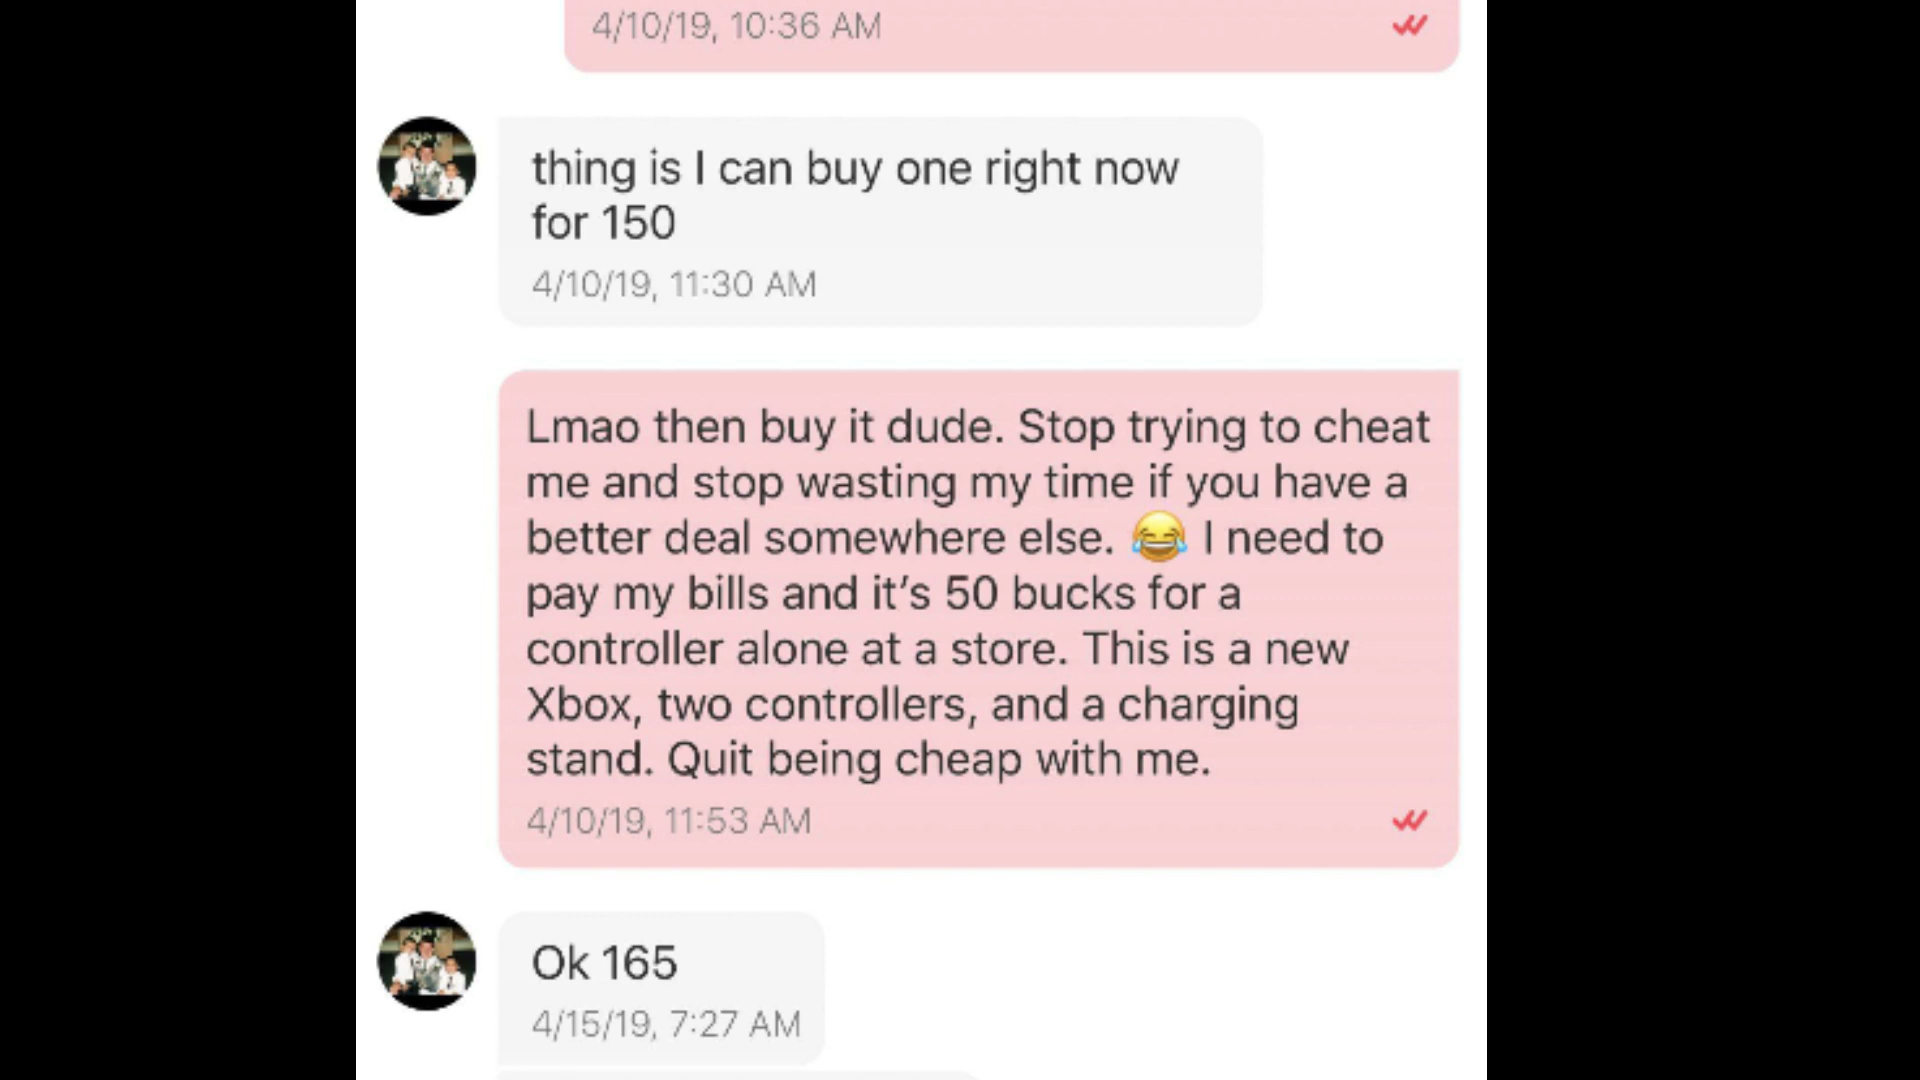 4/10/19, 10:36 AM
thing is I can buy one right now
for 150
4/10/19, 11:30 AM
Lmao then buy it dude. Stop trying to cheat
me and stop wasting my time if you have a
better deal somewhere else. 😂 I need to
pay my bills and it’s 50 bucks for a
controller alone at a store. This is a new
Xbox, two controllers, and a charging
stand. Quit being cheap with me.
4/10/19, 11:53 AM
Ok 165
4/15/19, 7:27 AM